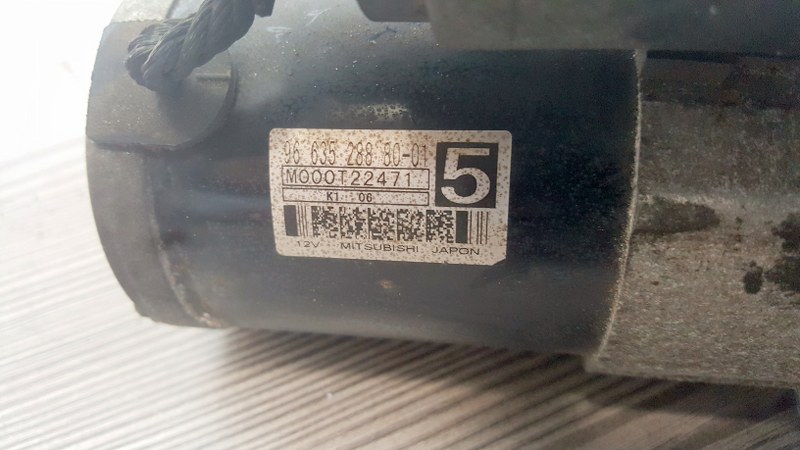 96 635 288 80-01
5
M000T22471
K1 06
12V MITSUBISHI JAPON